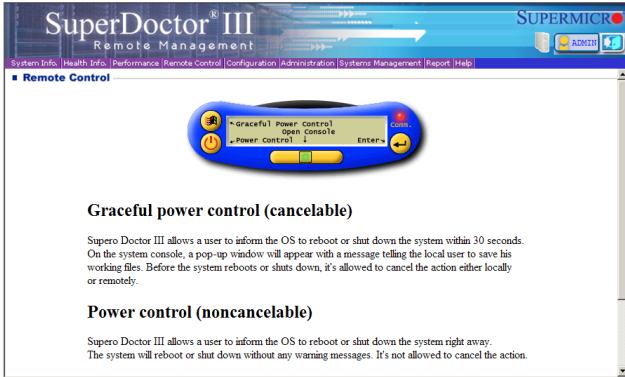 SuperDoctor® III
Remote Management
SUPERMICR
ADMIN
System Info. | Health Info. | Performance | Remote Control | Configuration | Administration | Systems Management | Report | Help |
Remote Control
Graceful Power Control
Open Console
Power Control ↓ Enter
Comm.
Graceful power control (cancelable)
Supero Doctor III allows a user to inform the OS to reboot or shut down the system within 30 seconds.
On the system console, a pop-up window will appear with a message telling the local user to save his
working files. Before the system reboots or shuts down, it's allowed to cancel the action either locally
or remotely.
Power control (noncancelable)
Supero Doctor III allows a user to inform the OS to reboot or shut down the system right away.
The system will reboot or shut down without any warning messages. It's not allowed to cancel the action.